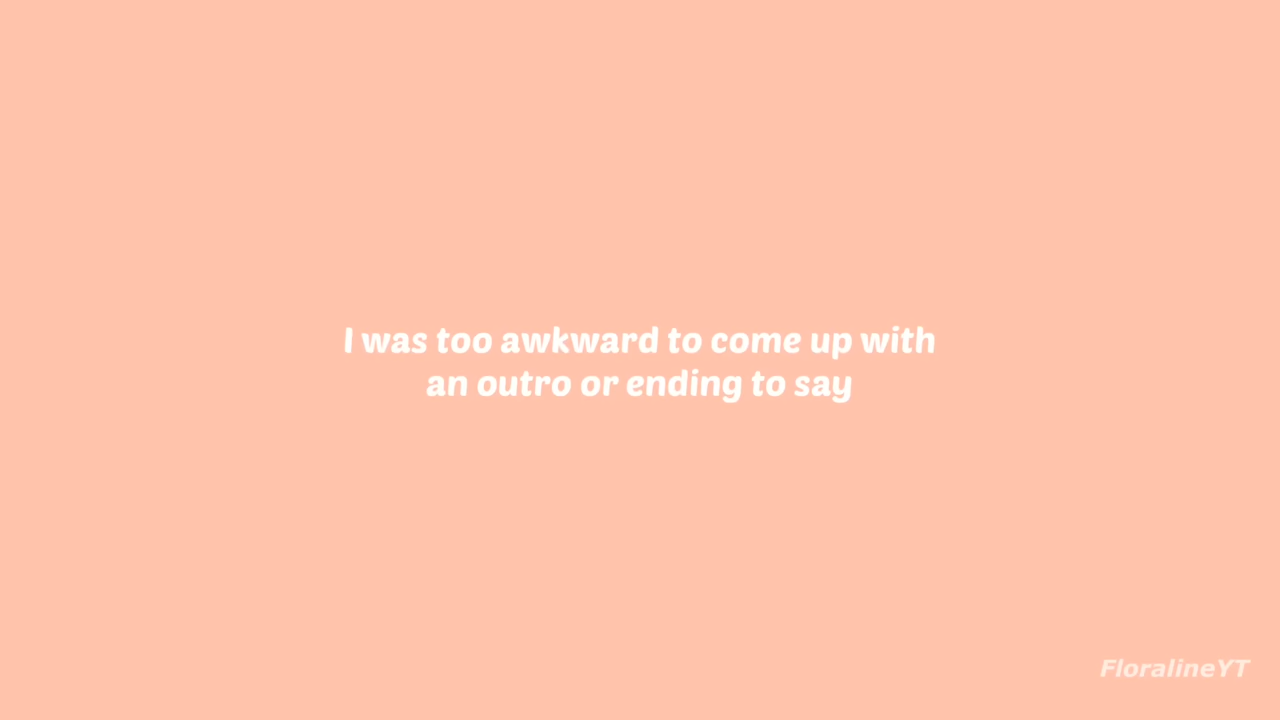 I was too awkward to come up with
an outro or ending to say
FloralineYT